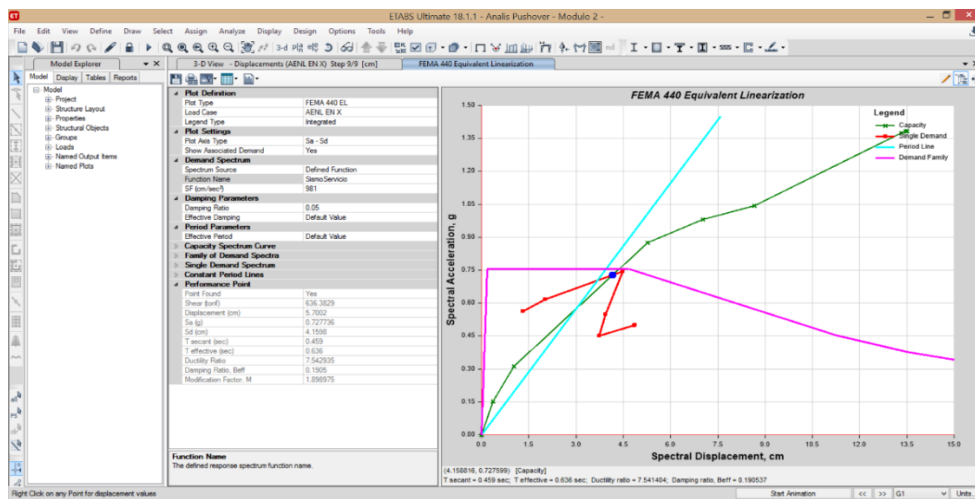 ETABS Ultimate 18.1.1 - Analis Pushover - Modulo 2 -
File Edit View Define Draw Select Assign Analyze Display Design Options Tools Help
Model Explorer
3-D View - Displacements (AENL EN X) Step 9/9 [cm]
FEMA 440 Equivalent Linearization
Model Display Tables Reports
Model
Project
Structure Layout
Properties
Structural Objects
Groups
Loads
Named Output Items
Named Plots
Plot Definition
Plot Type FEMA 440 EL
Load Case AENL EN X
Legend Type Integrated
Plot Settings
Plot Axis Type Sa - Sd
Show Associated Demand Yes
Demand Spectrum
Spectrum Source Defined Function
Function Name SismoServicio
SF (cm/sec²) 981
Damping Parameters
Damping Ratio 0.05
Effective Damping Default Value
Period Parameters
Effective Period Default Value
Capacity Spectrum Curve
Family of Demand Spectra
Single Demand Spectrum
Constant Period Lines
Performance Point
Point Found Yes
Shear (tonf) 636.3829
Displacement (cm) 5.7002
Sa (g) 0.727736
Sd (cm) 4.1598
T secant (sec) 0.459
T effective (sec) 0.636
Ductility Ratio 7.542935
Damping Ratio, Beff 0.1905
Modification Factor, M 1.898975
Function Name
The defined response spectrum function name.
FEMA 440 Equivalent Linearization
Legend
Capacity
Single Demand
Period Line
Demand Family
Spectral Acceleration, g
1.50
1.35
1.20
1.05
0.90
0.75
0.60
0.45
0.30
0.15
0.00
0.0 1.5 3.0 4.5 6.0 7.5 9.0 10.5 12.0 13.5 15.0
Spectral Displacement, cm
(4.158816, 0.727599) [Capacity]
T secant = 0.459 sec; T effective = 0.636 sec; Ductility ratio = 7.541404; Damping ratio, Beff = 0.190537
Right Click on any Point for displacement values
Start Animation << >> G1 Units